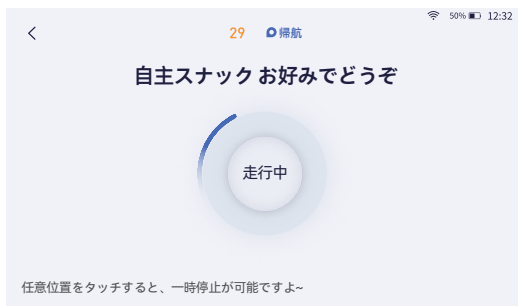 50% 12:32
29 帰航
自主スナック お好みでどうぞ
走行中
任意位置をタッチすると、一時停止が可能ですよ~